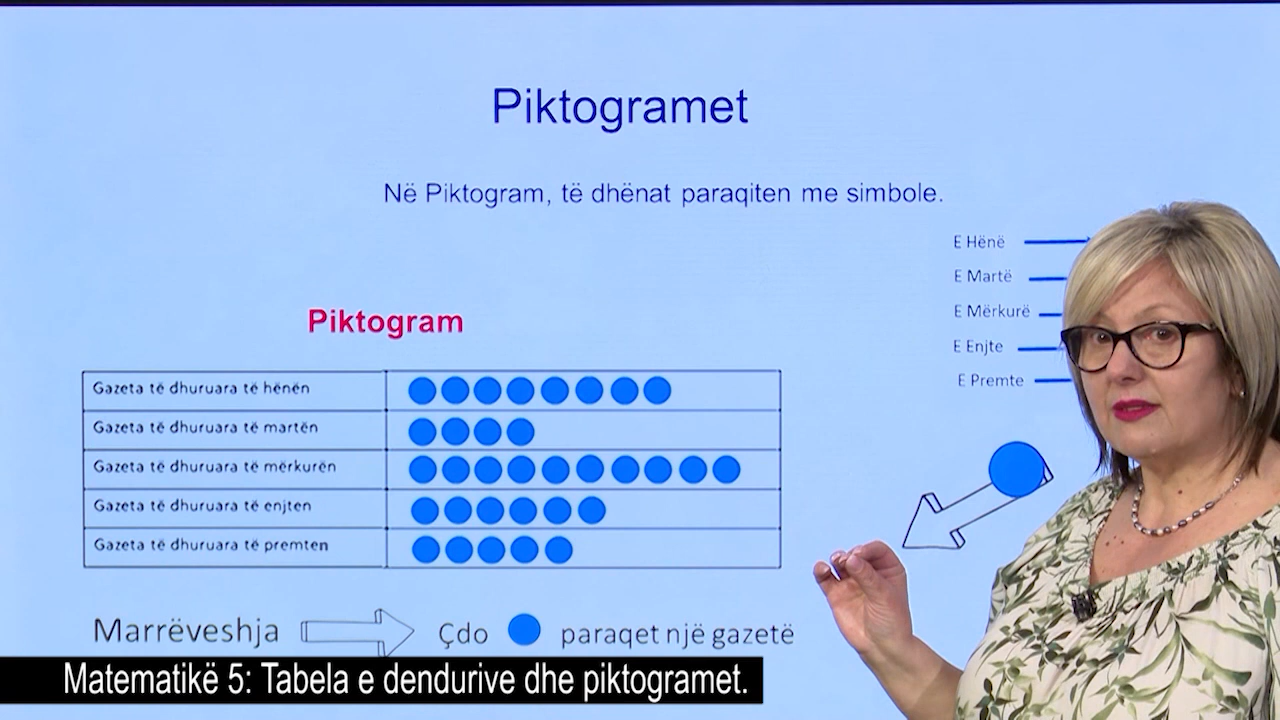 Piktogramet
Në Piktogram, të dhënat paraqiten me simbole.
E Hënë
E Martë
E Mërkurë
E Enjte
E Premte
Piktogram
Gazeta të dhuruara të hënën
Gazeta të dhuruara të martën
Gazeta të dhuruara të mërkurën
Gazeta të dhuruara të enjten
Gazeta të dhuruara të premten
Marrëveshja Çdo paraqet një gazetë
Matematikë 5: Tabela e dendurive dhe piktogramet.